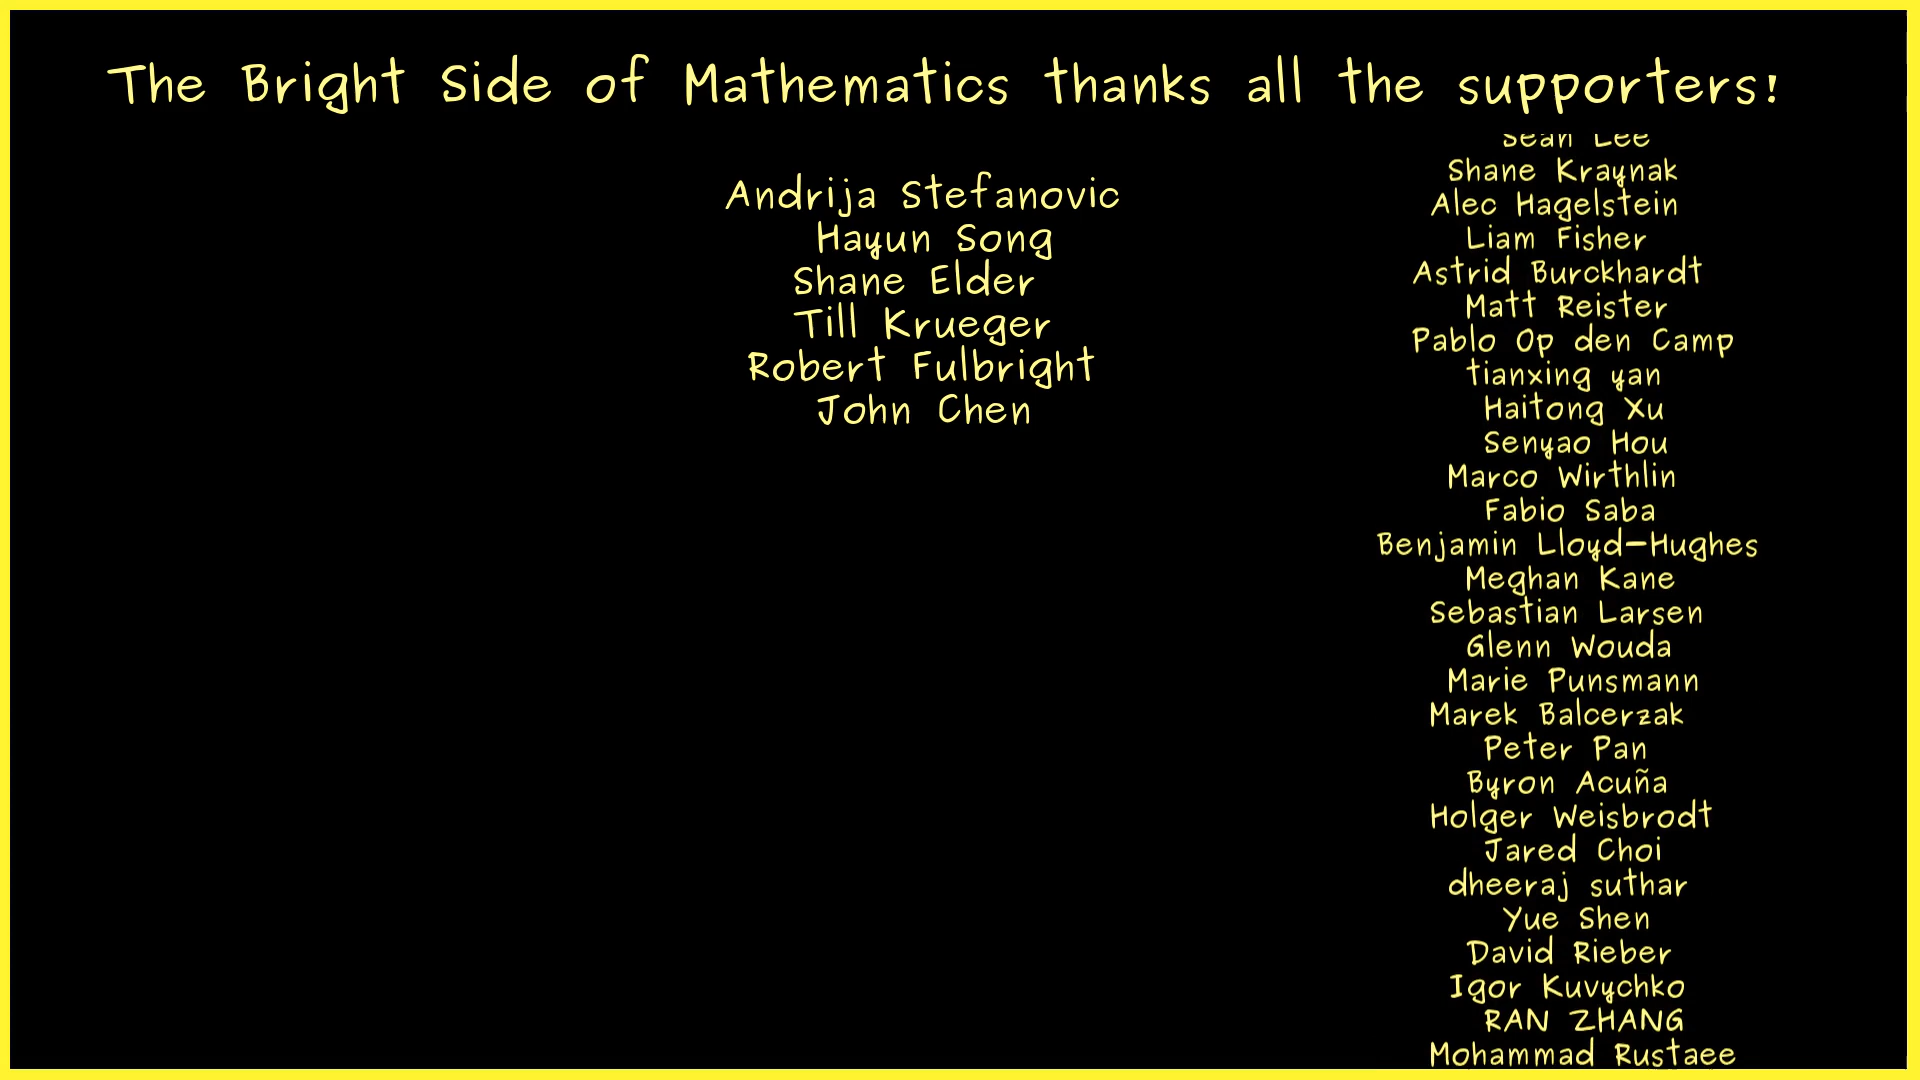 The Bright Side of Mathematics thanks all the supporters!
Andrija Stefanovic
Hayun Song
Shane Elder
Till Krueger
Robert Fulbright
John Chen
Sean Lee
Shane Kraynak
Alec Hagelstein
Liam Fisher
Astrid Burckhardt
Matt Reister
Pablo Op den Camp
tianxing yan
Haitong Xu
Senyao Hou
Marco Wirthlin
Fabio Saba
Benjamin Lloyd-Hughes
Meghan Kane
Sebastian Larsen
Glenn Wouda
Marie Punsmann
Marek Balcerzak
Peter Pan
Byron Acuña
Holger Weisbrodt
Jared Choi
dheeraj suthar
Yue Shen
David Rieber
Igor Kuvychko
RAN ZHANG
Mohammad Rustaee